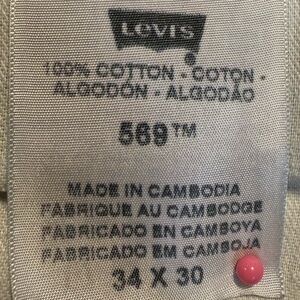 LEVI'S
100% COTTON - COTON -
ALGODÓN - ALGODÃO
569™
MADE IN CAMBODIA
FABRIQUE AU CAMBODGE
FABRICADO EN CAMBOYA
FABRICADO EM CAMBOJA
34 X 30